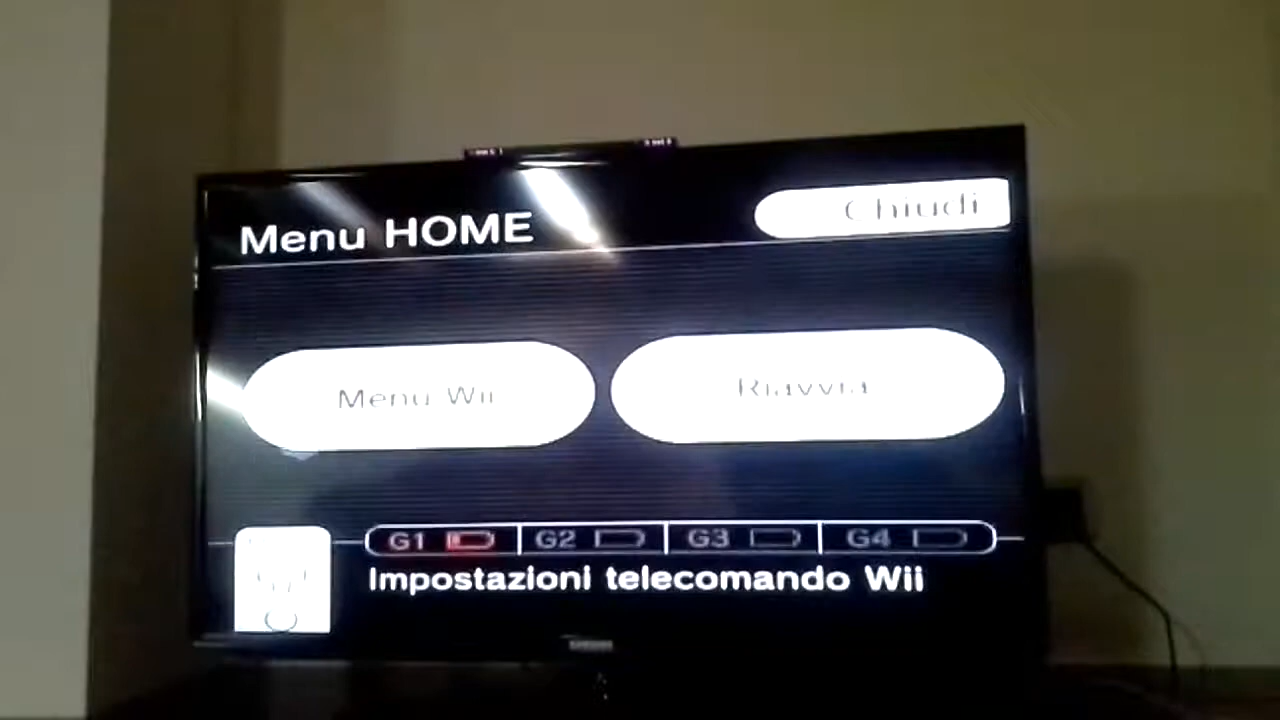 Menu HOME
Chiudi
Menu Wii
Riavvia
G1 G2 G3 G4
Impostazioni telecomando Wii